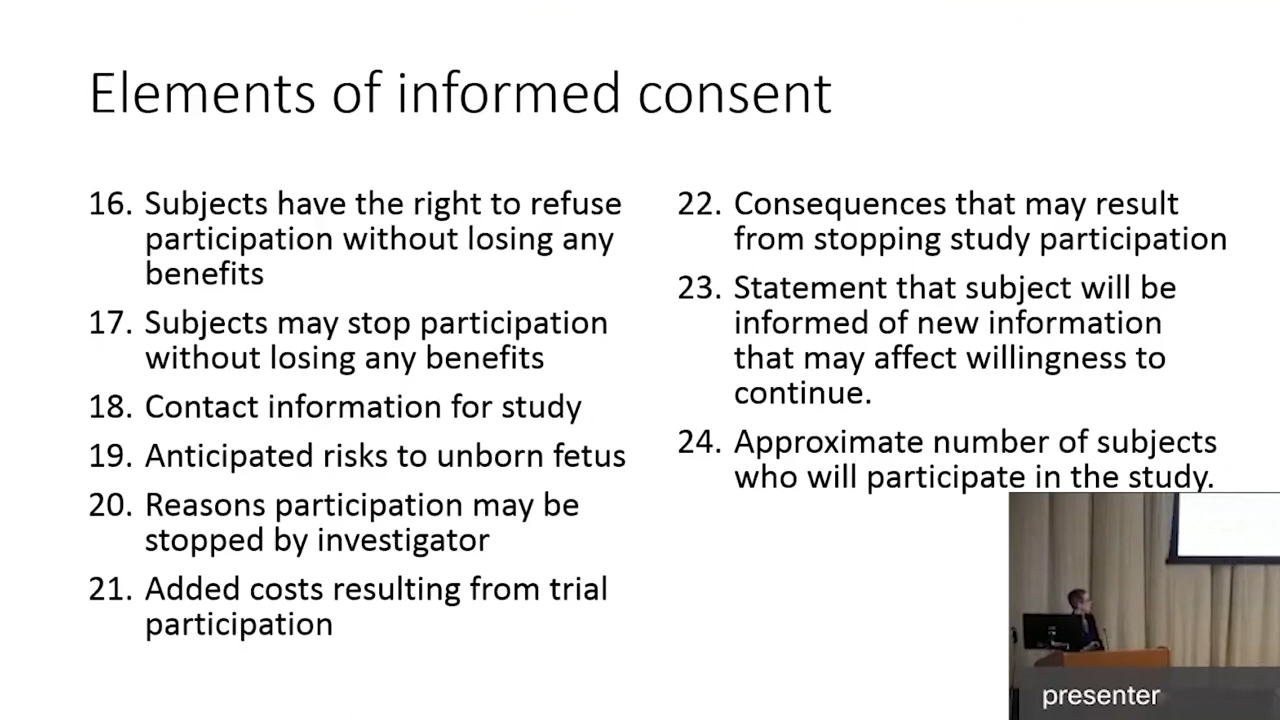 Elements of informed consent
16. Subjects have the right to refuse
participation without losing any
benefits
17. Subjects may stop participation
without losing any benefits
18. Contact information for study
19. Anticipated risks to unborn fetus
20. Reasons participation may be
stopped by investigator
21. Added costs resulting from trial
participation
22. Consequences that may result
from stopping study participation
23. Statement that subject will be
informed of new information
that may affect willingness to
continue.
24. Approximate number of subjects
who will participate in the study.
presenter